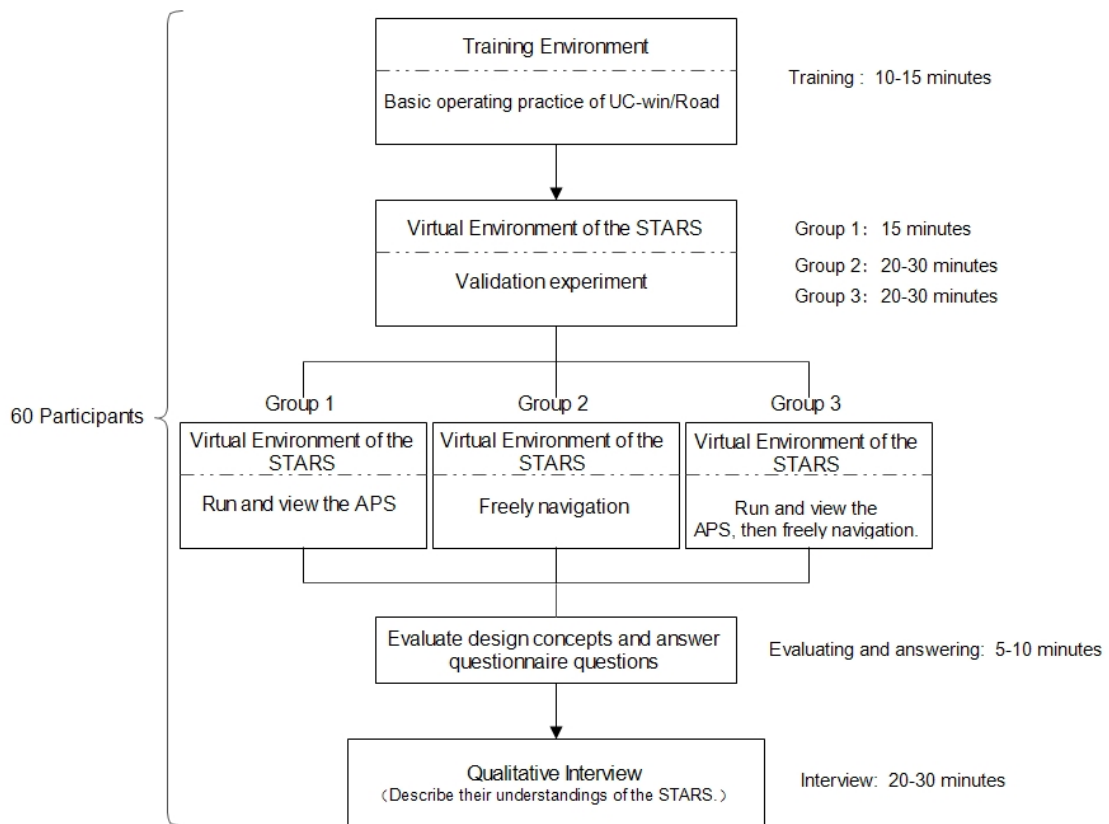 Training Environment
Basic operating practice of UC-win/Road
Training : 10-15 minutes
Virtual Environment of the STARS
Validation experiment
Group 1: 15 minutes
Group 2: 20-30 minutes
Group 3: 20-30 minutes
60 Participants
Group 1
Virtual Environment of the
STARS
Run and view the APS
Group 2
Virtual Environment of the
STARS
Freely navigation
Group 3
Virtual Environment of the
STARS
Run and view the
APS, then freely navigation.
Evaluate design concepts and answer
questionnaire questions
Evaluating and answering: 5-10 minutes
Qualitative Interview
(Describe their understandings of the STARS.)
Interview: 20-30 minutes